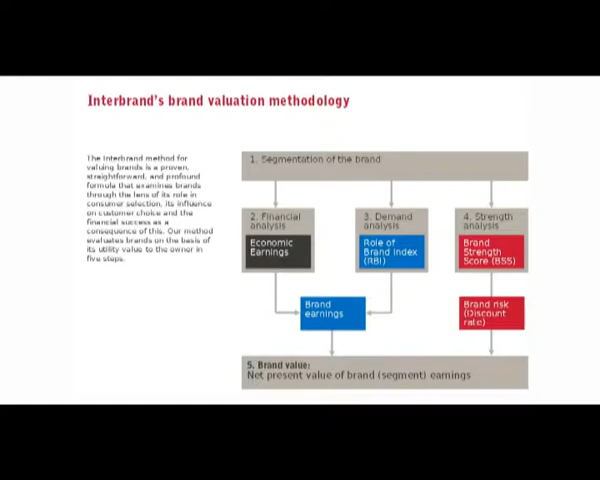 Interbrand's brand valuation methodology
The Interbrand method for
valuing brands is a proven,
straightforward, and profound
formula that examines brands
through the lens of its role in
consumer selection, its influence
on customer choice and the
financial success as a
consequence of this. Our method
evaluates brands on the basis of
its utility value to the owner in
five steps.
1. Segmentation of the brand
2. Financial
analysis
Economic
Earnings
3. Demand
analysis
Role of
Brand Index
(RBI)
4. Strength
analysis
Brand
Strength
Score (BSS)
Brand
earnings
Brand risk
(Discount
rate)
5. Brand value:
Net present value of brand (segment) earnings